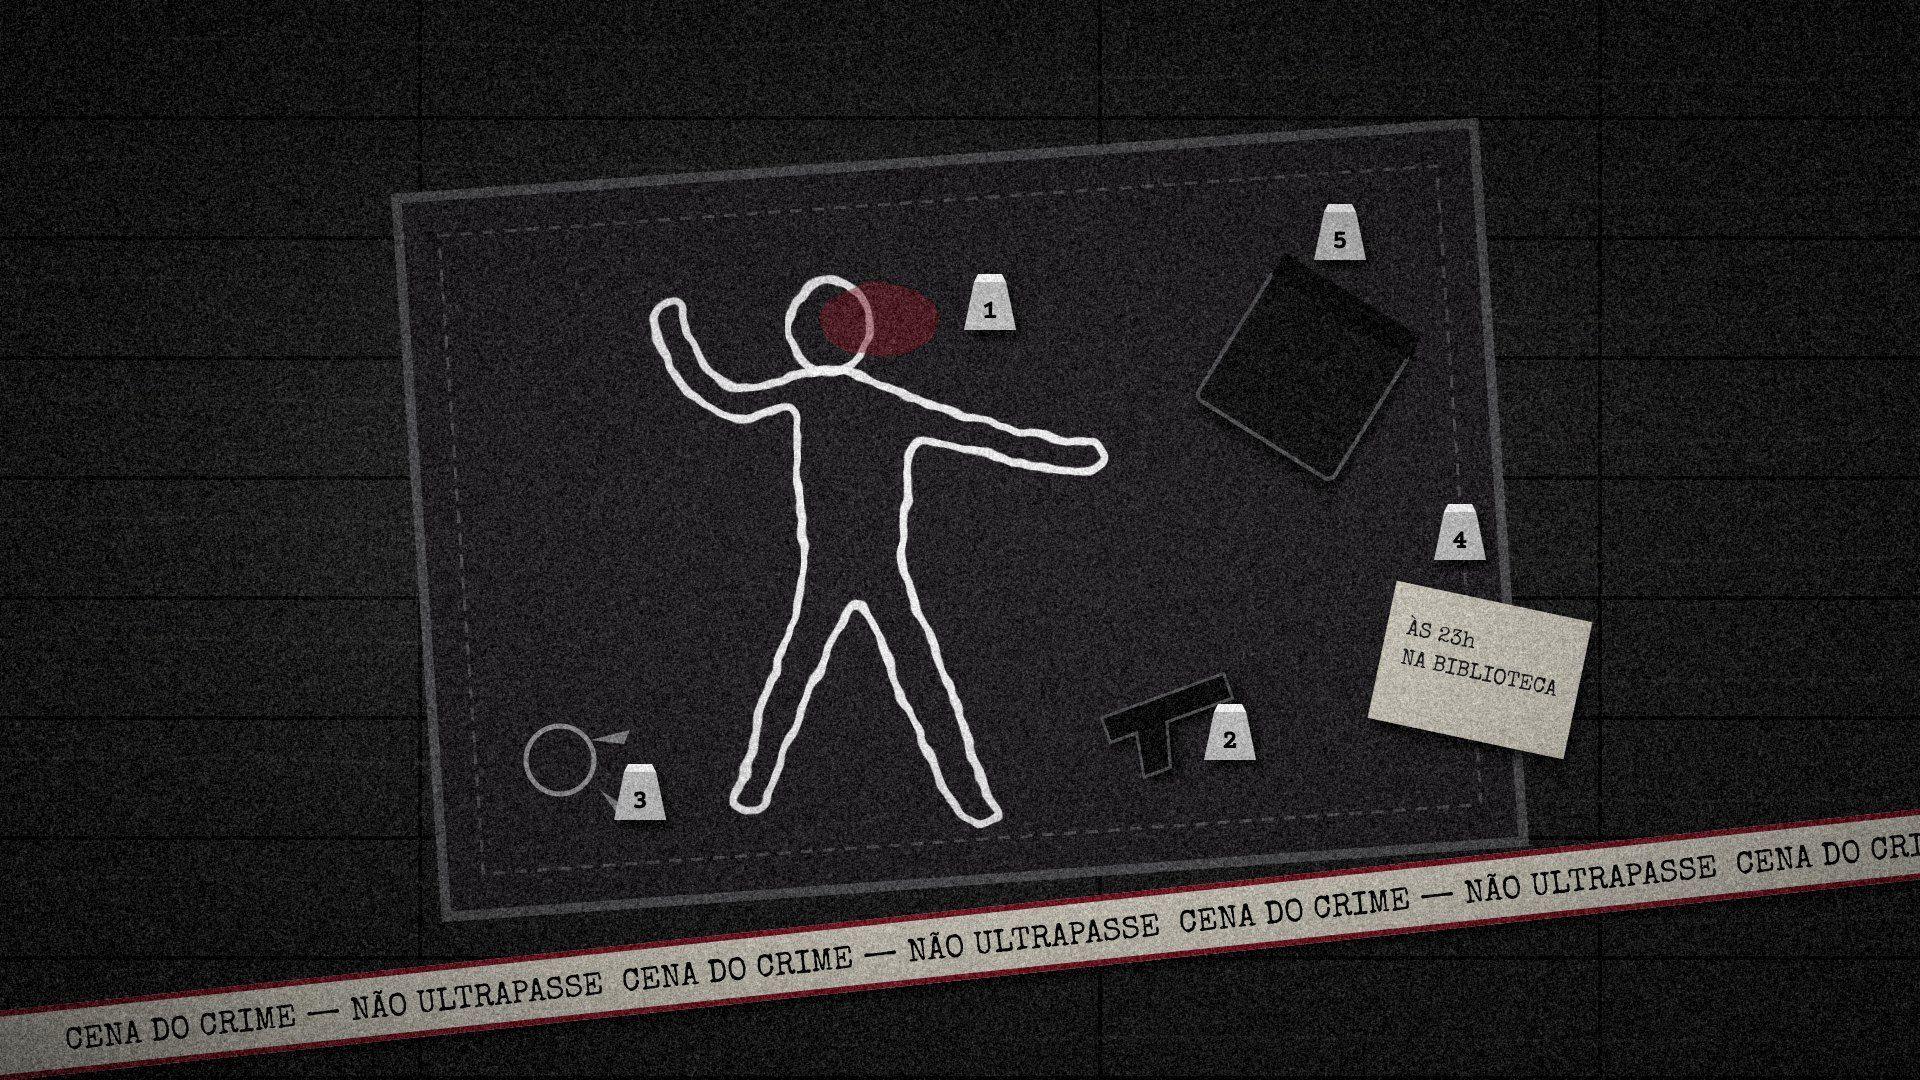 5
1
4
ÀS 23h
NA BIBLIOTECA
2
3
CENA DO CRIME — NÃO ULTRAPASSE CENA DO CRIME — NÃO ULTRAPASSE CENA DO CRIME — NÃO ULTRAPASSE CENA DO CRI